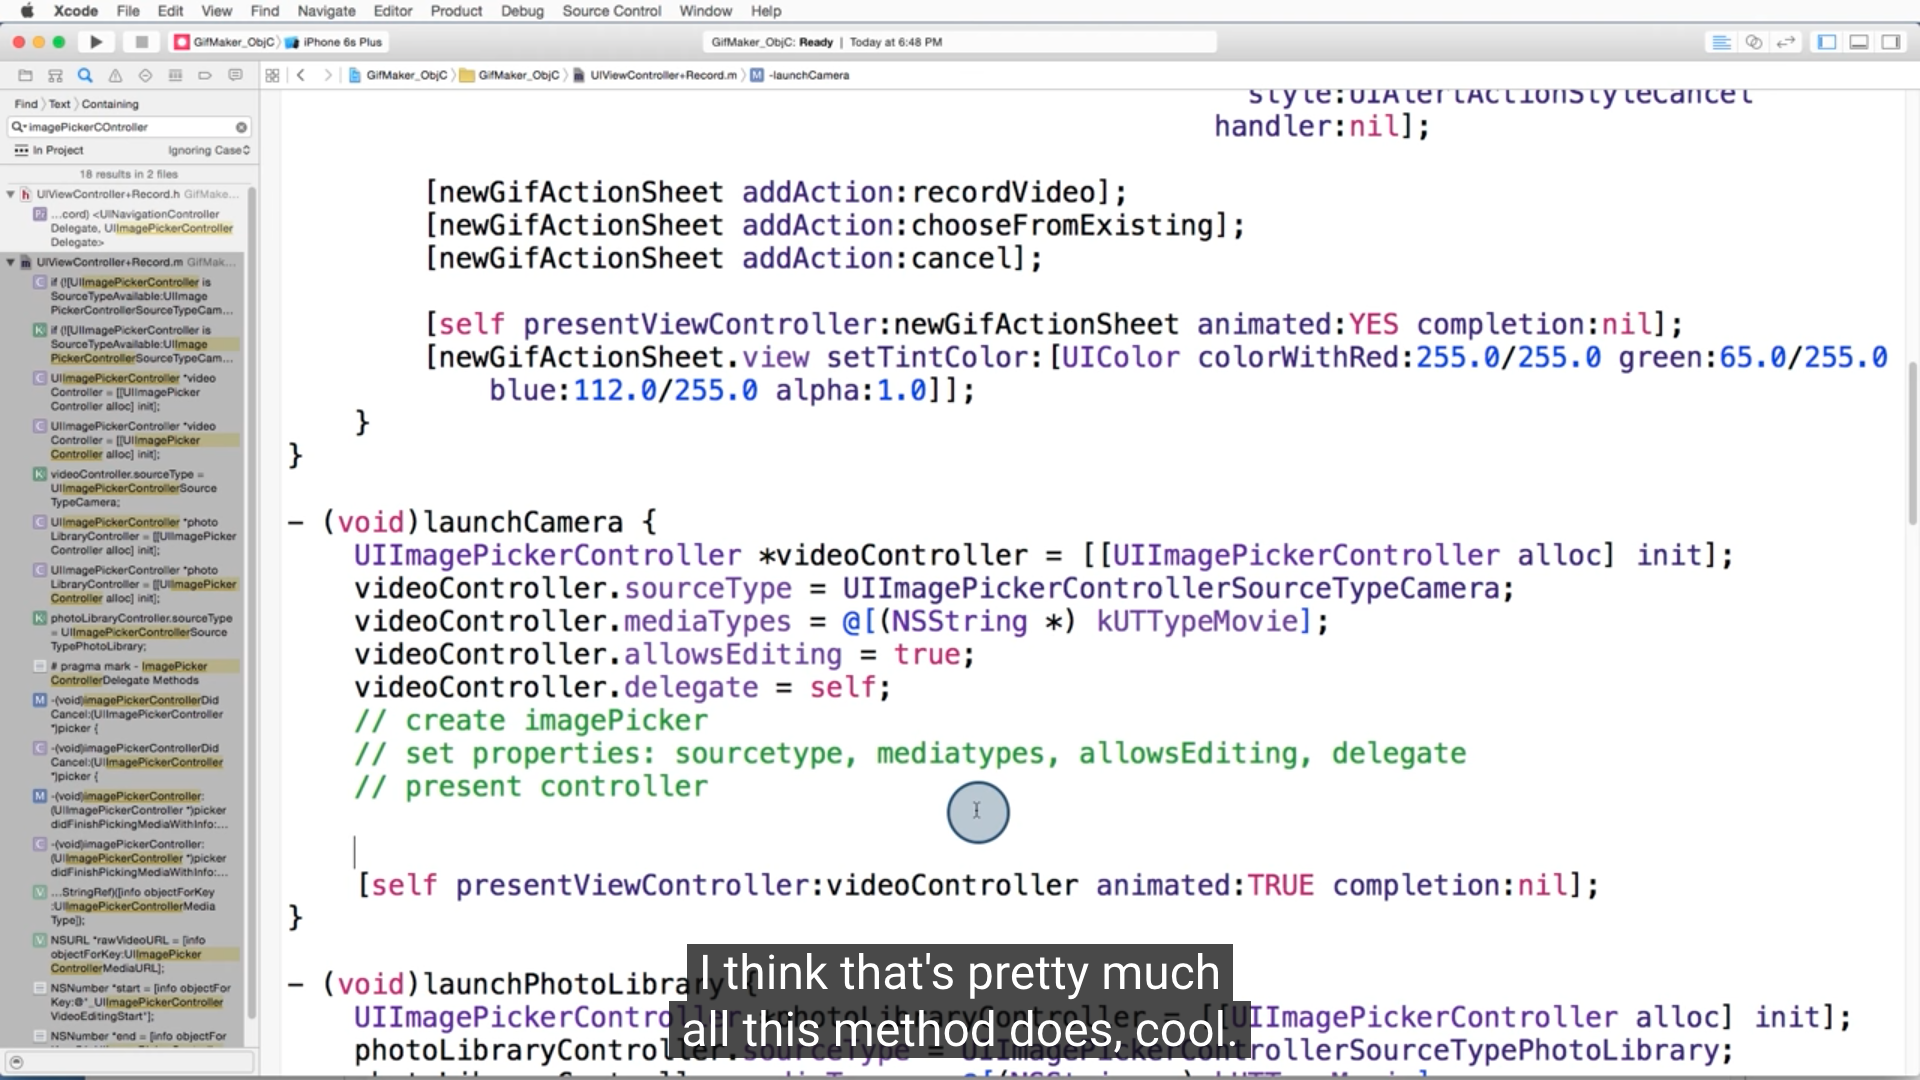 Xcode File Edit View Find Navigate Editor Product Debug Source Control Window Help
GifMaker_ObjC iPhone 6s Plus
GifMaker_ObjC: Ready | Today at 6:48 PM
GifMaker_ObjC GifMaker_ObjC UIViewController+Record.m M -launchCamera
Find Text Containing
imagePickerCOntroller
In Project Ignoring Case
18 results in 2 files
UIViewController+Record.h GifMake...
...cord) <UINavigationController
Delegate, UIImagePickerController
Delegate>
UIViewController+Record.m GifMak...
if (![UIImagePickerController is
SourceTypeAvailable:UIImage
PickerControllerSourceTypeCam...
if (![UIImagePickerController is
SourceTypeAvailable:UIImage
PickerControllerSourceTypeCam...
UIImagePickerController *video
Controller = [[UIImagePicker
Controller alloc] init];
UIImagePickerController *video
Controller = [[UIImagePicker
Controller alloc] init];
videoController.sourceType =
UIImagePickerControllerSource
TypeCamera;
UIImagePickerController *photo
LibraryController = [[UIImagePicker
Controller alloc] init];
UIImagePickerController *photo
LibraryController = [[UIImagePicker
Controller alloc] init];
photoLibraryController.sourceType
= UIImagePickerControllerSource
TypePhotoLibrary;
# pragma mark - ImagePicker
ControllerDelegate Methods
-(void)imagePickerControllerDid
Cancel:(UIImagePickerController
*)picker {
-(void)imagePickerControllerDid
Cancel:(UIImagePickerController
*)picker {
-(void)imagePickerController:
(UIImagePickerController *)picker
didFinishPickingMediaWithInfo:...
-(void)imagePickerController:
(UIImagePickerController *)picker
didFinishPickingMediaWithInfo:...
...StringRef)([info objectForKey
:UIImagePickerControllerMedia
Type]);
NSURL *rawVideoURL = [info
objectForKey:UIImagePicker
ControllerMediaURL];
NSNumber *start = [info objectFor
Key:@"_UIImagePickerController
VideoEditingStart"];
NSNumber *end = [info objectFor
style:UIAlertActionStyleCancel
handler:nil];
[newGifActionSheet addAction:recordVideo];
[newGifActionSheet addAction:chooseFromExisting];
[newGifActionSheet addAction:cancel];
[self presentViewController:newGifActionSheet animated:YES completion:nil];
[newGifActionSheet.view setTintColor:[UIColor colorWithRed:255.0/255.0 green:65.0/255.0
blue:112.0/255.0 alpha:1.0]];
}
}
- (void)launchCamera {
UIImagePickerController *videoController = [[UIImagePickerController alloc] init];
videoController.sourceType = UIImagePickerControllerSourceTypeCamera;
videoController.mediaTypes = @[(NSString *) kUTTypeMovie];
videoController.allowsEditing = true;
videoController.delegate = self;
// create imagePicker
// set properties: sourcetype, mediatypes, allowsEditing, delegate
// present controller
[self presentViewController:videoController animated:TRUE completion:nil];
}
- (void)launchPhotoLibrary {
UIImagePickerController *photoLibraryController = [[UIImagePickerController alloc] init];
photoLibraryController.sourceType = UIImagePickerControllerSourceTypePhotoLibrary;
I think that's pretty much
all this method does, cool.